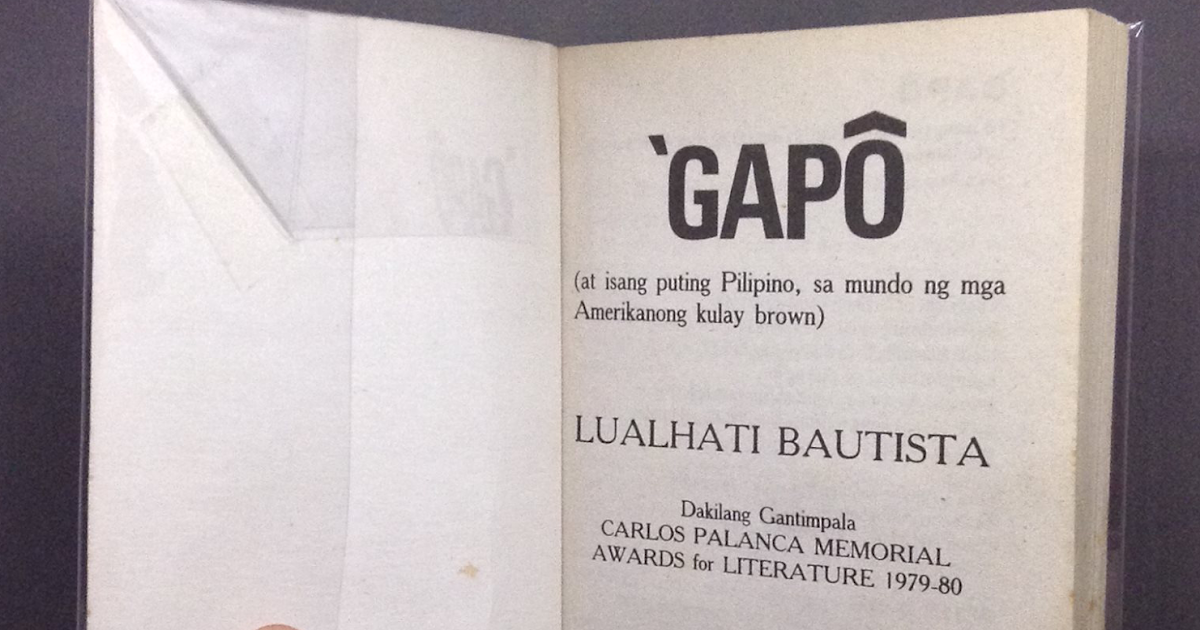 `GAPÔ
(at isang puting Pilipino, sa mundo ng mga
Amerikanong kulay brown)
LUALHATI BAUTISTA
Dakilang Gantimpala
CARLOS PALANCA MEMORIAL
AWARDS for LITERATURE 1979-80